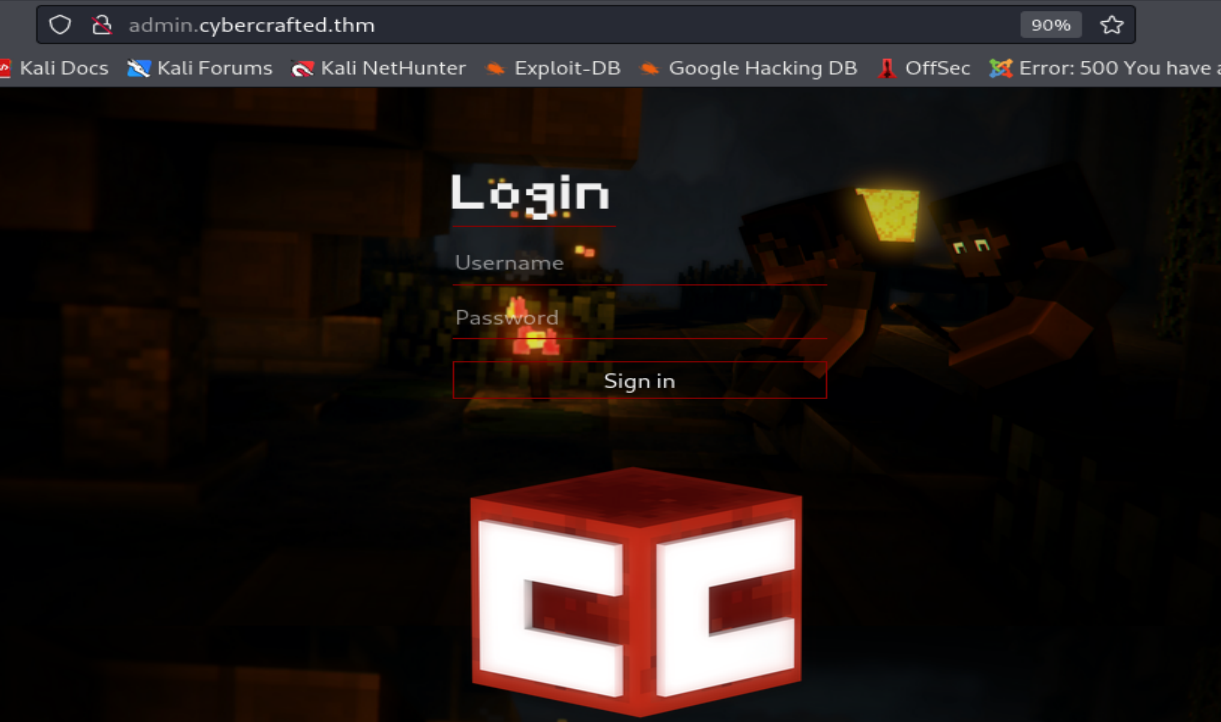 admin.cybercrafted.thm 90%
Kali Docs Kali Forums Kali NetHunter Exploit-DB Google Hacking DB OffSec Error: 500 You have a
Login
Username
Password
Sign in
CC